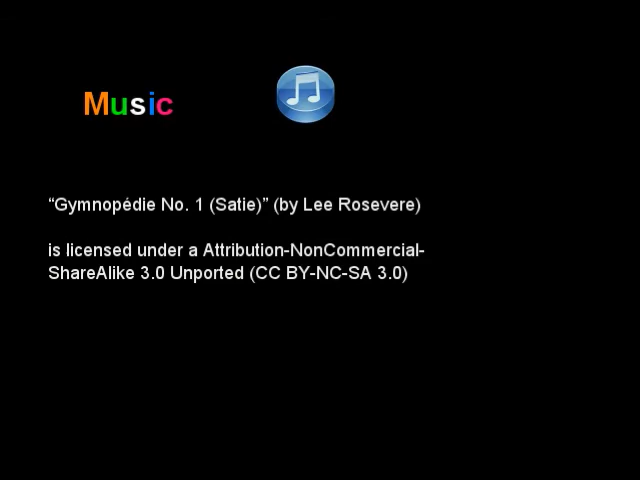 Music
“Gymnopédie No. 1 (Satie)” (by Lee Rosevere)
is licensed under a Attribution-NonCommercial-
ShareAlike 3.0 Unported (CC BY-NC-SA 3.0)